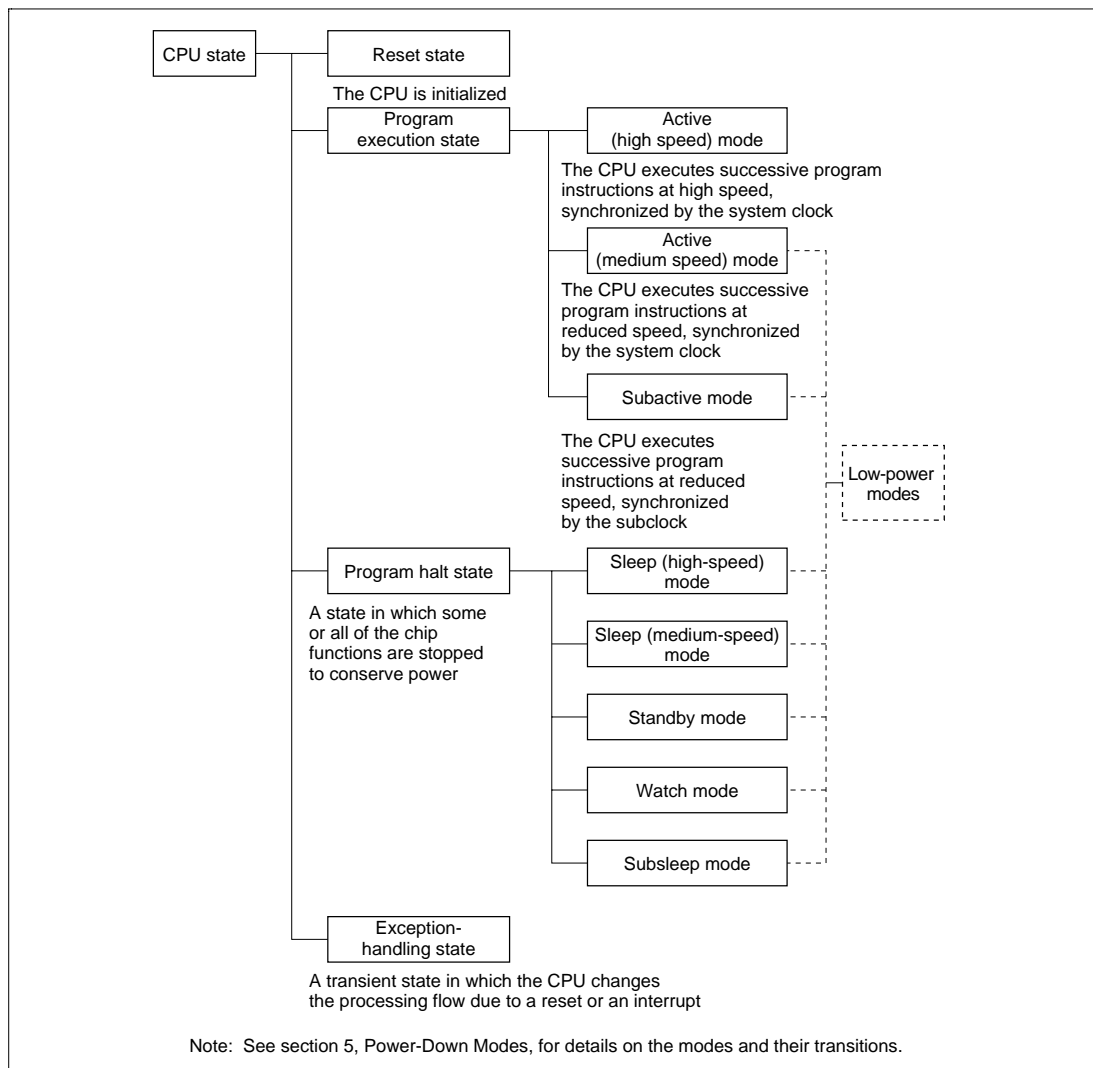 CPU state
Reset state
The CPU is initialized
Program
execution state
Active
(high speed) mode
The CPU executes successive program
instructions at high speed,
synchronized by the system clock
Active
(medium speed) mode
The CPU executes successive
program instructions at
reduced speed, synchronized
by the system clock
Subactive mode
The CPU executes
successive program
instructions at reduced
speed, synchronized
by the subclock
Low-power
modes
Program halt state
A state in which some
or all of the chip
functions are stopped
to conserve power
Sleep (high-speed)
mode
Sleep (medium-speed)
mode
Standby mode
Watch mode
Subsleep mode
Exception-
handling state
A transient state in which the CPU changes
the processing flow due to a reset or an interrupt
Note: See section 5, Power-Down Modes, for details on the modes and their transitions.